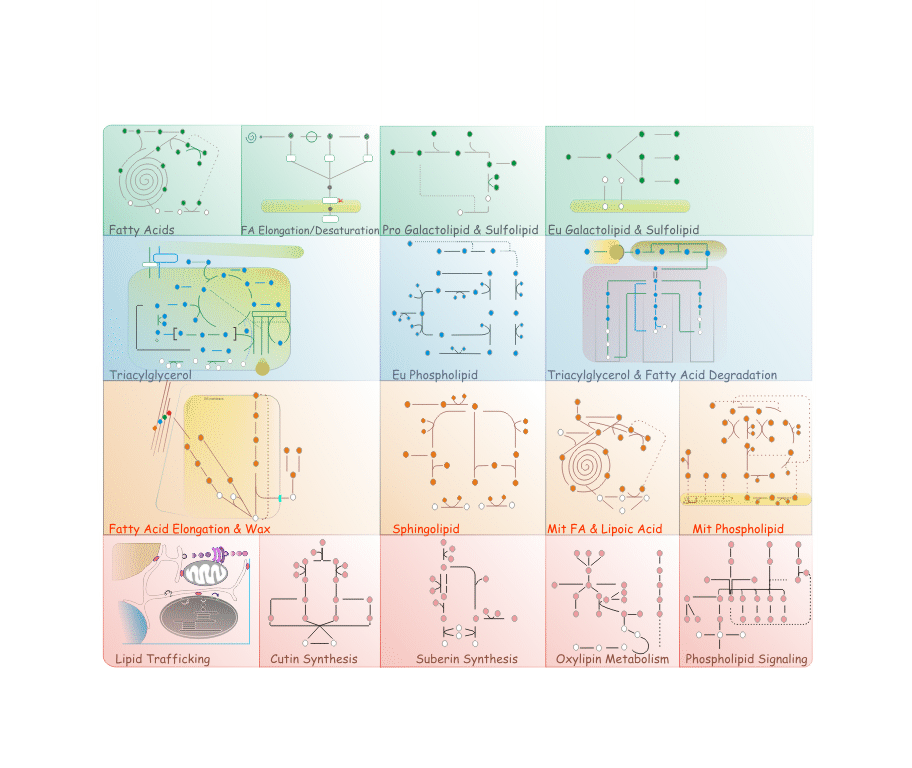 Fatty Acids
FA Elongation/Desaturation
Pro Galactolipid & Sulfolipid
Eu Galactolipid & Sulfolipid
Triacylglycerol
Eu Phospholipid
Triacylglycerol & Fatty Acid Degradation
Fatty Acid Elongation & Wax
Sphingolipid
Mit FA & Lipoic Acid
Mit Phospholipid
Lipid Trafficking
Cutin Synthesis
Suberin Synthesis
Oxylipin Metabolism
Phospholipid Signaling